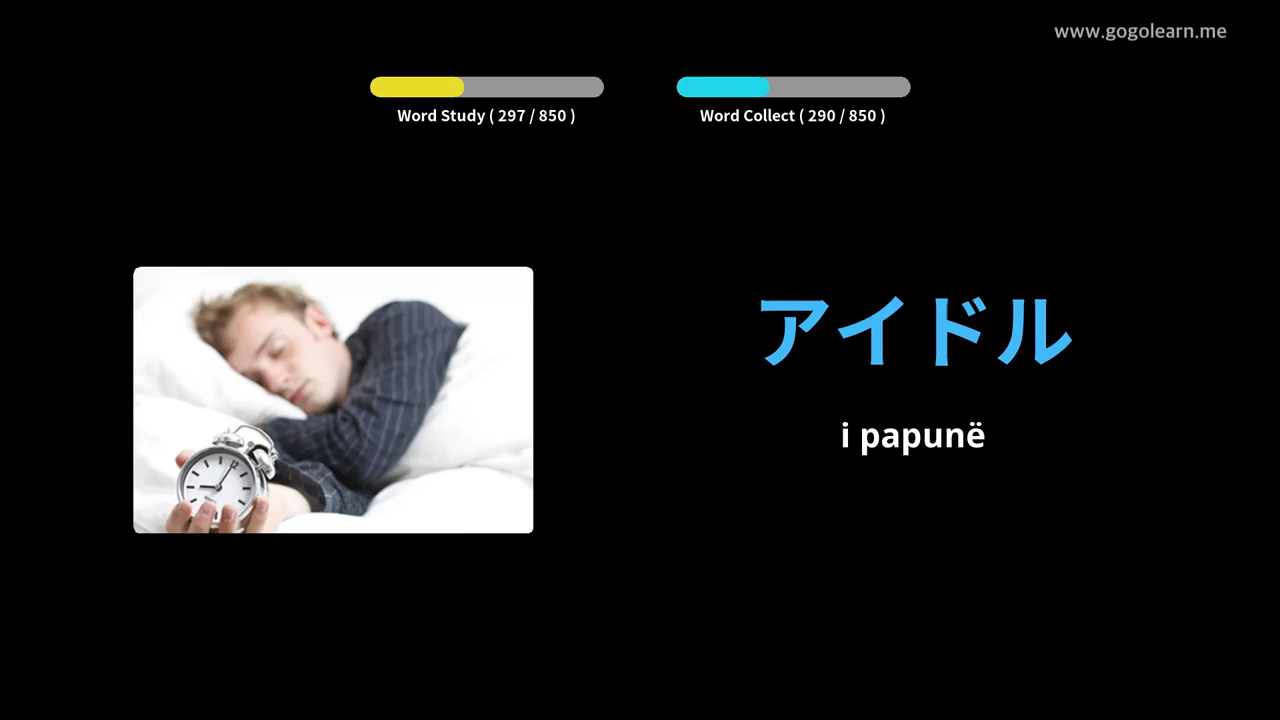 www.gogolearn.me
Word Study ( 297 / 850 )
Word Collect ( 290 / 850 )
アイドル
i papunë